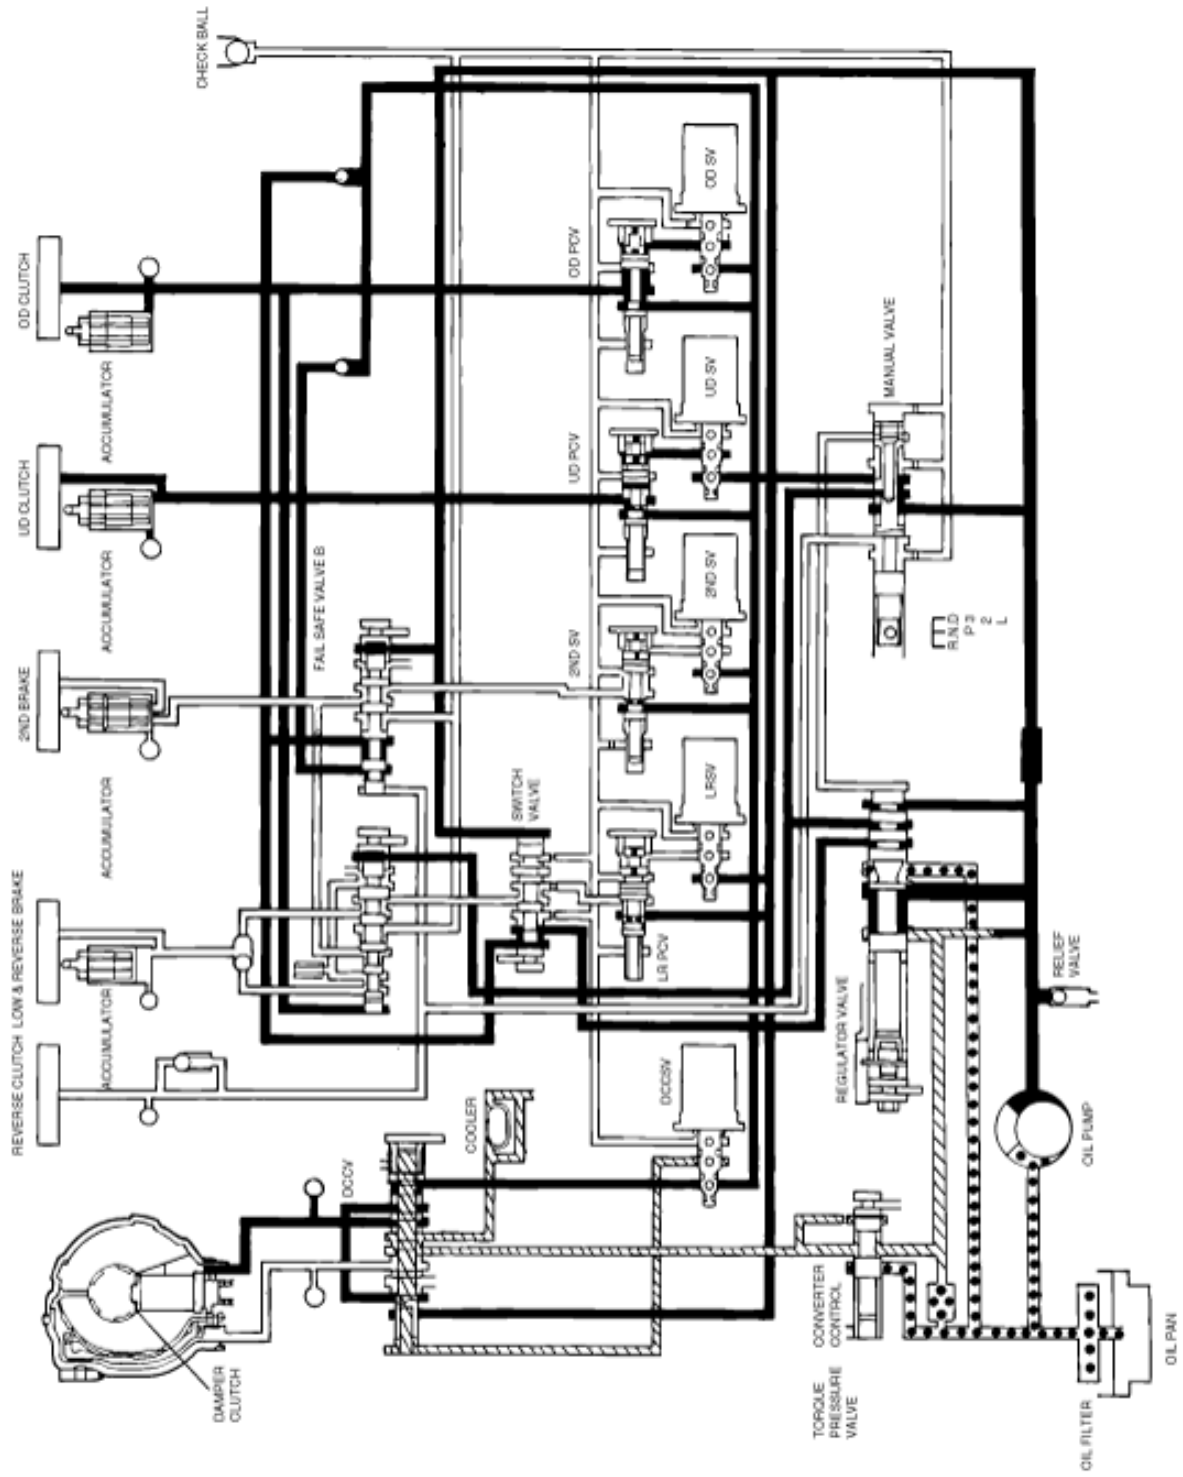 CHECK BALL
OD CLUTCH
ACCUMULATOR
UD CLUTCH
ACCUMULATOR
2ND BRAKE
ACCUMULATOR
LOW & REVERSE BRAKE
ACCUMULATOR
REVERSE CLUTCH
FAIL SAFE VALVE B
SWITCH
VALVE
OD PCV
OD SV
UD PCV
UD SV
2ND SV
2ND SV
LRSV
LR PCV
DCCSV
DCCV
COOLER
DAMPER
CLUTCH
MANUAL VALVE
R.N.D
P 3
2
L
REGULATOR VALVE
RELIEF
VALVE
OIL PUMP
TORQUE CONVERTER
PRESSURE CONTROL
VALVE
OIL FILTER
OIL PAN